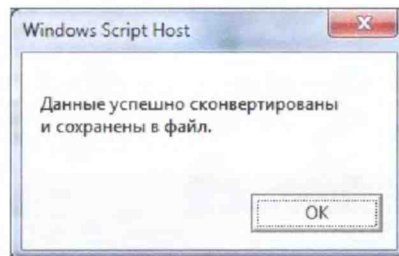 Windows Script Host
Данные успешно сконвертированы
и сохранены в файл.
OK